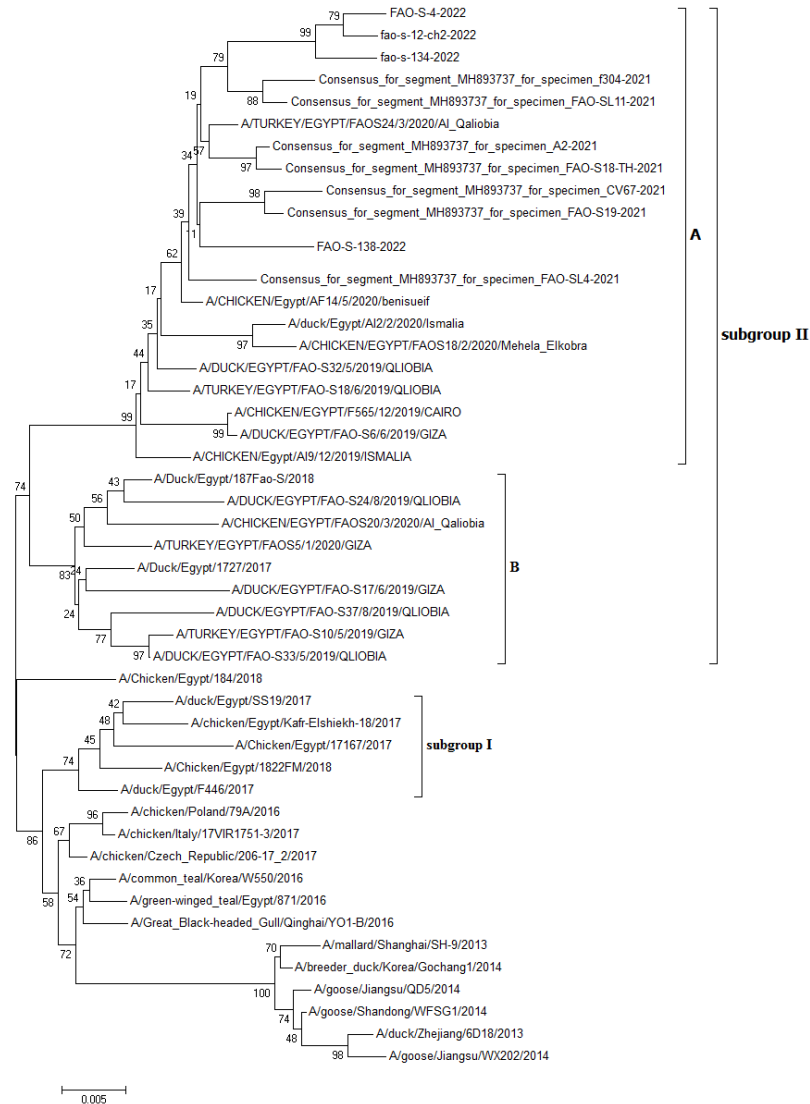 FAO-S-4-2022
79
fao-s-12-ch2-2022
99
fao-s-134-2022
79
Consensus_for_segment_MH893737_for_specimen_f304-2021
88
Consensus_for_segment_MH893737_for_specimen_FAO-SL11-2021
19
A/TURKEY/EGYPT/FAOS24/3/2020/Al_Qaliobia
57
Consensus_for_segment_MH893737_for_specimen_A2-2021
34
97
Consensus_for_segment_MH893737_for_specimen_FAO-S18-TH-2021
98
Consensus_for_segment_MH893737_for_specimen_CV67-2021
39
Consensus_for_segment_MH893737_for_specimen_FAO-S19-2021
11
A
FAO-S-138-2022
62
Consensus_for_segment_MH893737_for_specimen_FAO-SL4-2021
17
A/CHICKEN/Egypt/AF14/5/2020/benisueif
35
A/duck/Egypt/Al2/2/2020/Ismalia
subgroup II
97
A/CHICKEN/EGYPT/FAOS18/2/2020/Mehela_Elkobra
44
A/DUCK/EGYPT/FAO-S32/5/2019/QLIOBIA
17
A/TURKEY/EGYPT/FAO-S18/6/2019/QLIOBIA
A/CHICKEN/EGYPT/F565/12/2019/CAIRO
99
99
A/DUCK/EGYPT/FAO-S6/6/2019/GIZA
A/CHICKEN/Egypt/Al9/12/2019/ISMALIA
74
43
A/Duck/Egypt/187Fao-S/2018
56
A/DUCK/EGYPT/FAO-S24/8/2019/QLIOBIA
50
A/CHICKEN/EGYPT/FAOS20/3/2020/Al_Qaliobia
A/TURKEY/EGYPT/FAOS5/1/2020/GIZA
83
24
A/Duck/Egypt/1727/2017
B
A/DUCK/EGYPT/FAO-S17/6/2019/GIZA
24
A/DUCK/EGYPT/FAO-S37/8/2019/QLIOBIA
77
A/TURKEY/EGYPT/FAO-S10/5/2019/GIZA
97
A/DUCK/EGYPT/FAO-S33/5/2019/QLIOBIA
A/Chicken/Egypt/184/2018
42
A/duck/Egypt/SS19/2017
48
A/chicken/Egypt/Kafr-Elshiekh-18/2017
45
A/Chicken/Egypt/17167/2017
subgroup I
74
A/Chicken/Egypt/1822FM/2018
A/duck/Egypt/F446/2017
86
96
A/chicken/Poland/79A/2016
67
A/chicken/Italy/17VIR1751-3/2017
A/chicken/Czech_Republic/206-17_2/2017
58
36
A/common_teal/Korea/W550/2016
54
A/green-winged_teal/Egypt/871/2016
A/Great_Black-headed_Gull/Qinghai/YO1-B/2016
72
70
A/mallard/Shanghai/SH-9/2013
A/breeder_duck/Korea/Gochang1/2014
100
A/goose/Jiangsu/QD5/2014
74
A/goose/Shandong/WFSG1/2014
48
A/duck/Zhejiang/6D18/2013
98
A/goose/Jiangsu/WX202/2014
0.005